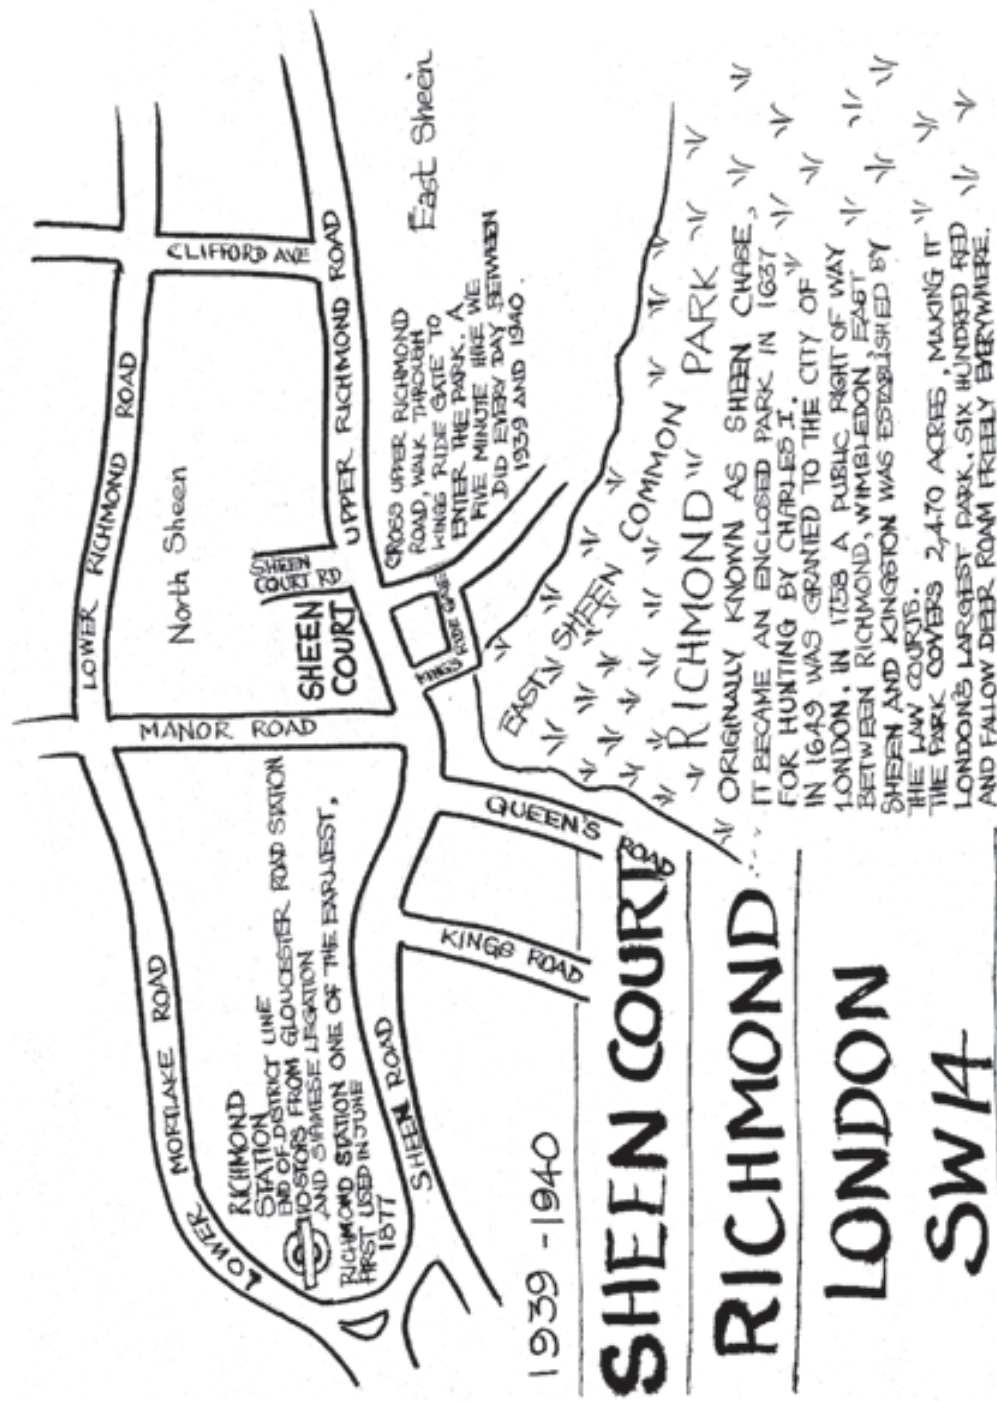 LOWER RICHMOND ROAD
CLIFFORD AVE
UPPER RICHMOND ROAD
East Sheen
North Sheen
SHEEN
COURT RD
SHEEN
COURT
MANOR ROAD
CROSS UPPER RICHMOND
ROAD, WALK THROUGH
KINGS RIDE GATE TO
ENTER THE PARK. A
FIVE MINUTE HIKE WE
DID EVERY DAY BETWEEN
1939 AND 1940.
KINGS RIDE GATE
LOWER MORTLAKE ROAD
RICHMOND
STATION
END OF DISTRICT LINE
10 STOPS FROM GLOUCESTER ROAD STATION
AND SIAMESE LEGATION
RICHMOND STATION ONE OF THE EARLIEST,
FIRST USED IN JUNE
1877
SHEEN ROAD
KINGS ROAD
QUEEN'S ROAD
EAST SHEEN COMMON
RICHMOND PARK
ORIGINALLY KNOWN AS SHEEN CHASE,
IT BECAME AN ENCLOSED PARK IN 1637
FOR HUNTING BY CHARLES I.
IN 1649 WAS GRANTED TO THE CITY OF
LONDON. IN 1758 A PUBLIC RIGHT OF WAY
BETWEEN RICHMOND, WIMBLEDON, EAST
SHEEN AND KINGSTON WAS ESTABLISHED BY
THE LAW COURTS.
THE PARK COVERS 2,470 ACRES, MAKING IT
LONDON'S LARGEST PARK. SIX HUNDRED RED
AND FALLOW DEER ROAM FREELY EVERYWHERE.
1939-1940
SHEEN COURT
RICHMOND
LONDON
SW14